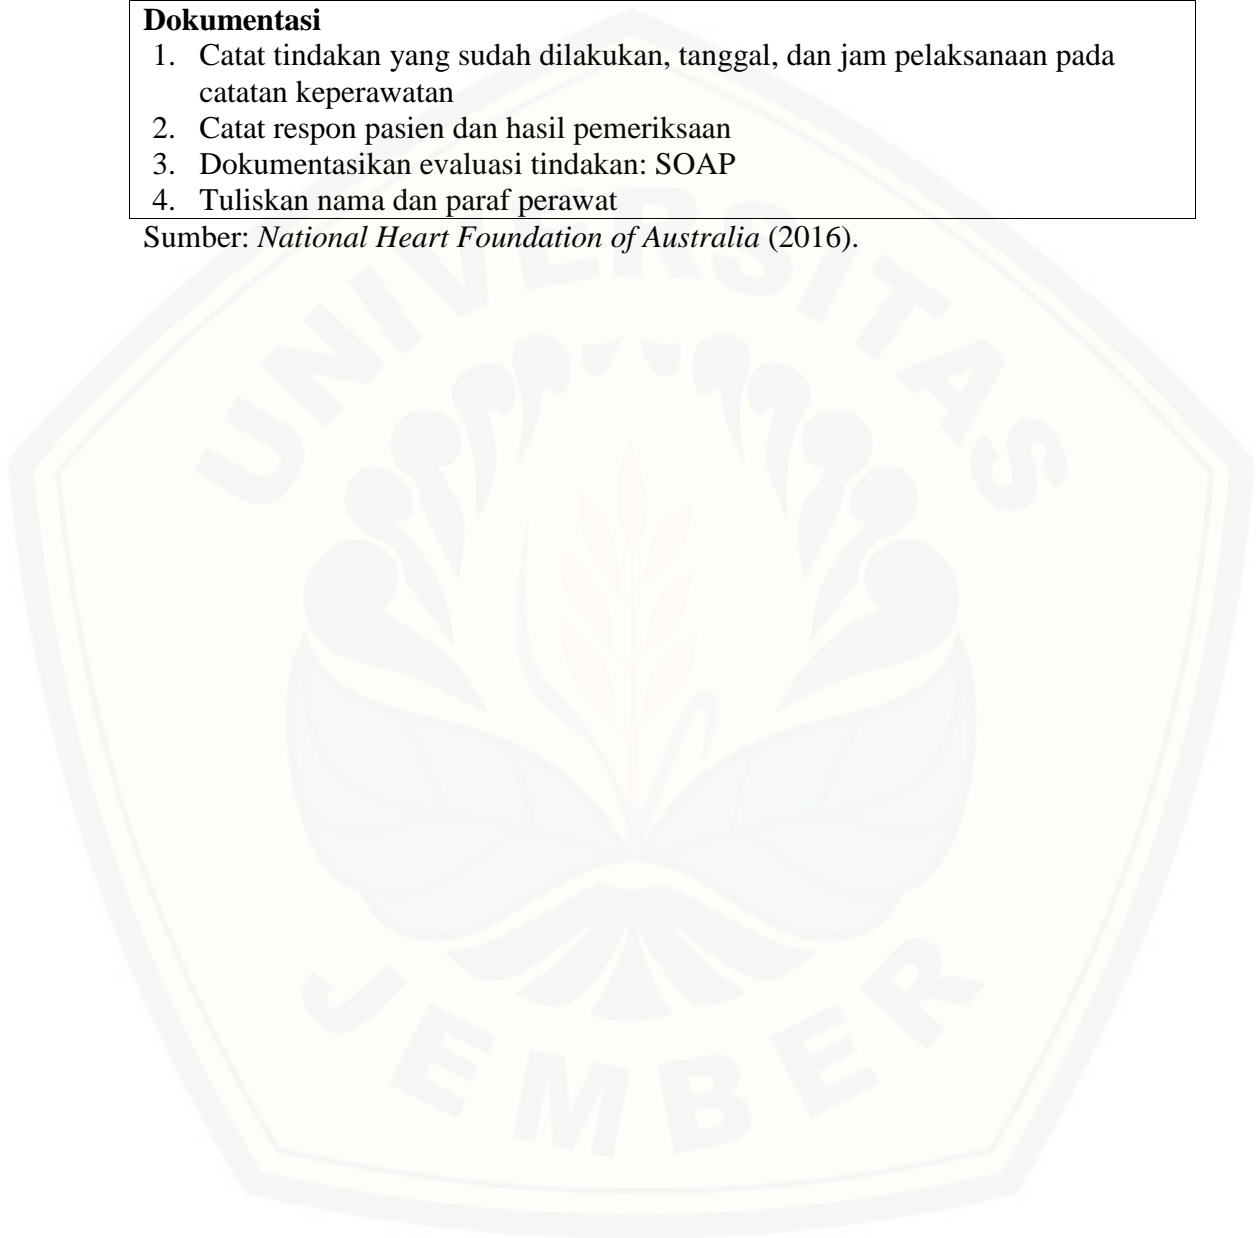 Dokumentasi
1. Catat tindakan yang sudah dilakukan, tanggal, dan jam pelaksanaan pada
catatan keperawatan
2. Catat respon pasien dan hasil pemeriksaan
3. Dokumentasikan evaluasi tindakan: SOAP
4. Tuliskan nama dan paraf perawat
Sumber: National Heart Foundation of Australia (2016).
UNIVERSITAS
JEMBER